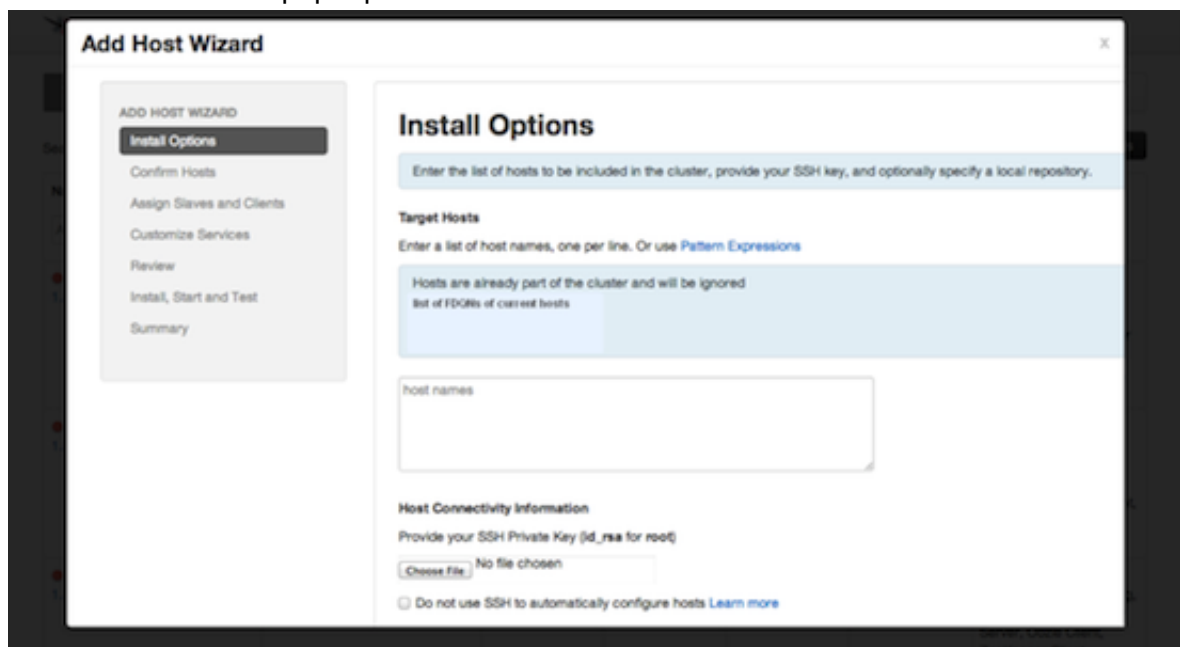 Add Host Wizard
x
ADD HOST WIZARD
Install Options
Confirm Hosts
Assign Slaves and Clients
Customize Services
Review
Install, Start and Test
Summary
Install Options
Enter the list of hosts to be included in the cluster, provide your SSH key, and optionally specify a local repository.
Target Hosts
Enter a list of host names, one per line. Or use Pattern Expressions
Hosts are already part of the cluster and will be ignored
list of FDQNs of current hosts
host names
Host Connectivity Information
Provide your SSH Private Key (id_rsa for root)
Choose File No file chosen
Do not use SSH to automatically configure hosts Learn more
Server, Oozie Client,